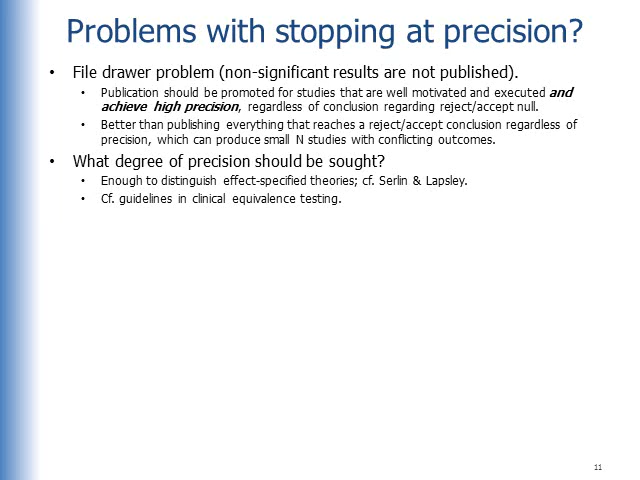 Problems with stopping at precision?
• File drawer problem (non-significant results are not published).
• Publication should be promoted for studies that are well motivated and executed and
achieve high precision, regardless of conclusion regarding reject/accept null.
• Better than publishing everything that reaches a reject/accept conclusion regardless of
precision, which can produce small N studies with conflicting outcomes.
• What degree of precision should be sought?
• Enough to distinguish effect-specified theories; cf. Serlin & Lapsley.
• Cf. guidelines in clinical equivalence testing.
11